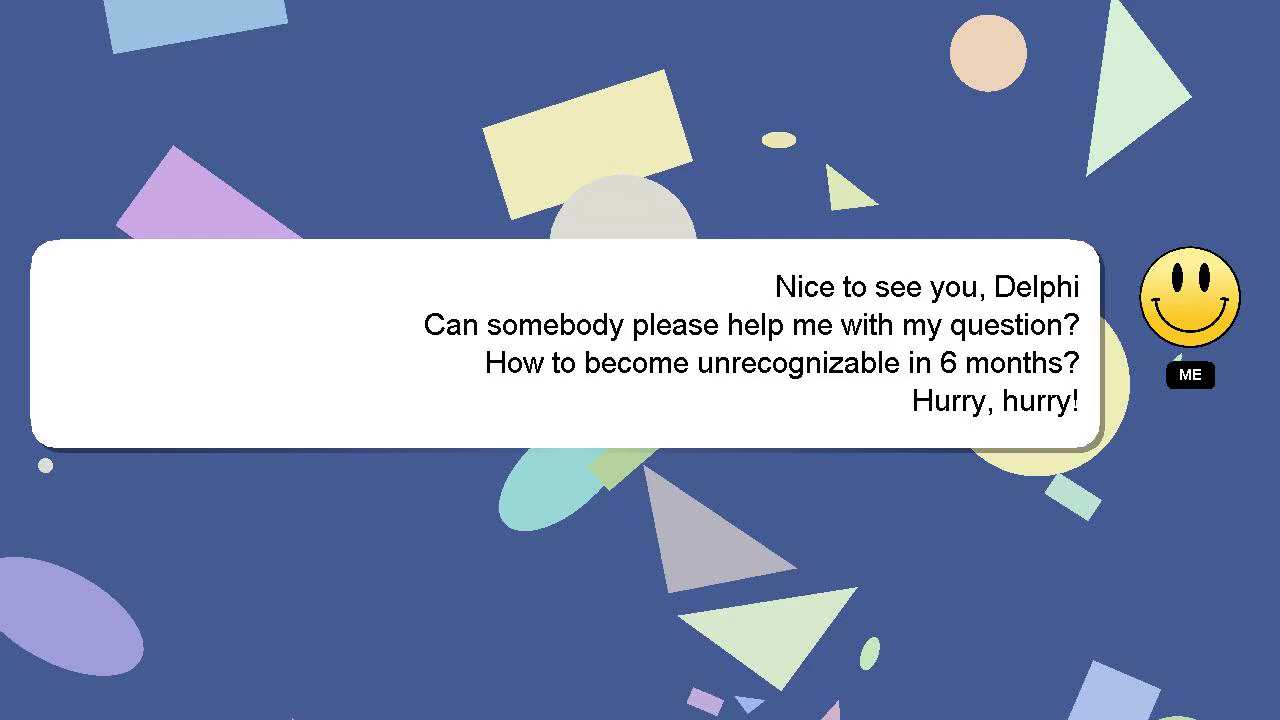 Nice to see you, Delphi
Can somebody please help me with my question?
How to become unrecognizable in 6 months?
Hurry, hurry!
ME